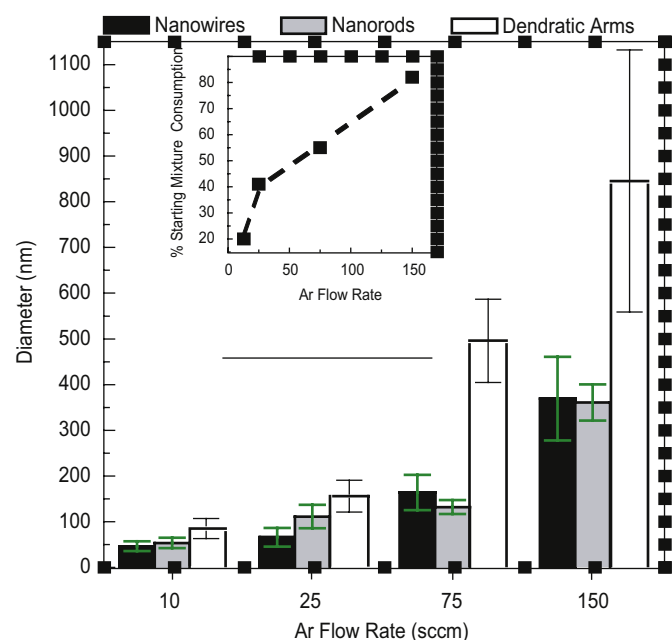 Nanowires Nanorods Dendratic Arms
1100
1000
900
800
700
600
500
400
300
200
100
0
Diameter (nm)
10 25 75 150
Ar Flow Rate (sccm)
% Starting Mixture Consumption
90
80
70
60
50
40
30
20
0 50 100 150
Ar Flow Rate